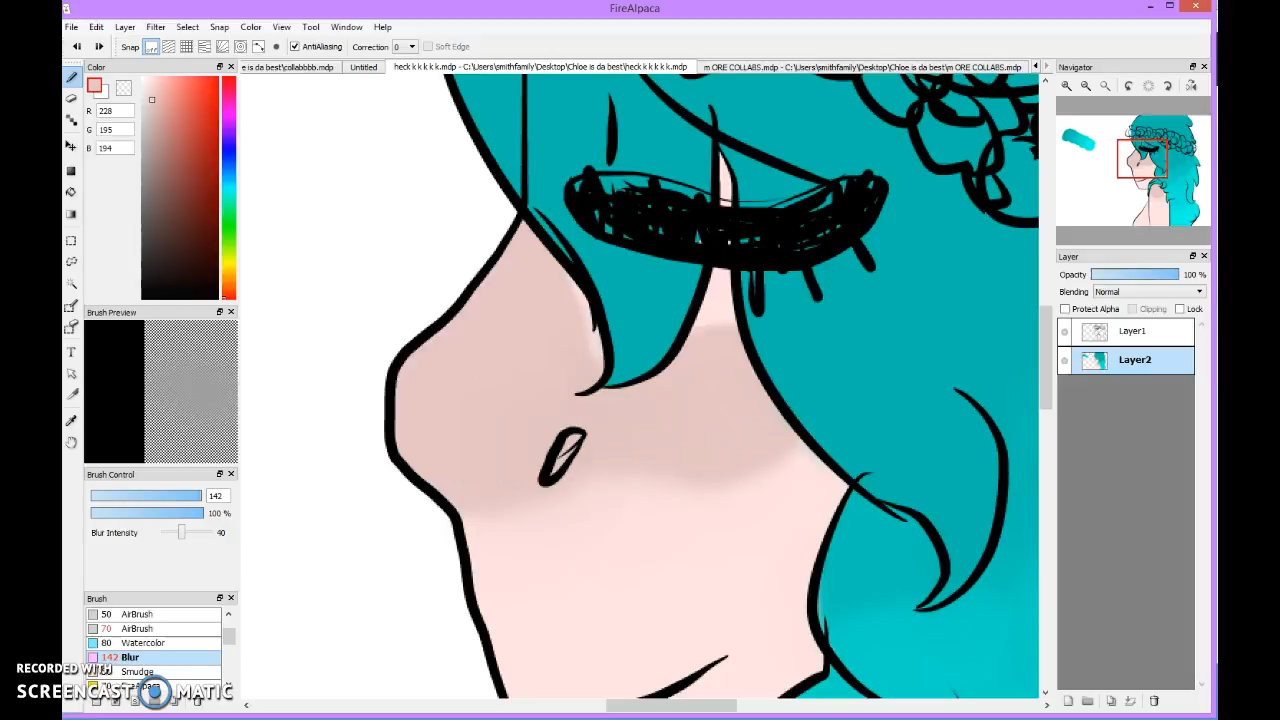 FireAlpaca
File Edit Layer Filter Select Snap Color View Tool Window Help
Snap AntiAliasing Correction 0 Soft Edge
Color
e is da best\collabbbb.mdp Untitled heck k k k k k.mdp - C:\Users\smithfamily\Desktop\Chloe is da best\heck k k k k.mdp m ORE COLLABS.mdp - C:\Users\smithfamily\Desktop\Chloe is da best\m ORE COLLABS.mdp
Navigator
R 228
G 195
B 194
Layer
Opacity 100 %
Blending Normal
Protect Alpha Clipping Lock
Layer1
Layer2
Brush Preview
Brush Control
142
100 %
Blur Intensity 40
Brush
50 AirBrush
70 AirBrush
80 Watercolor
142 Blur
Smudge
RECORDED WITH
SCREENCAST MATIC